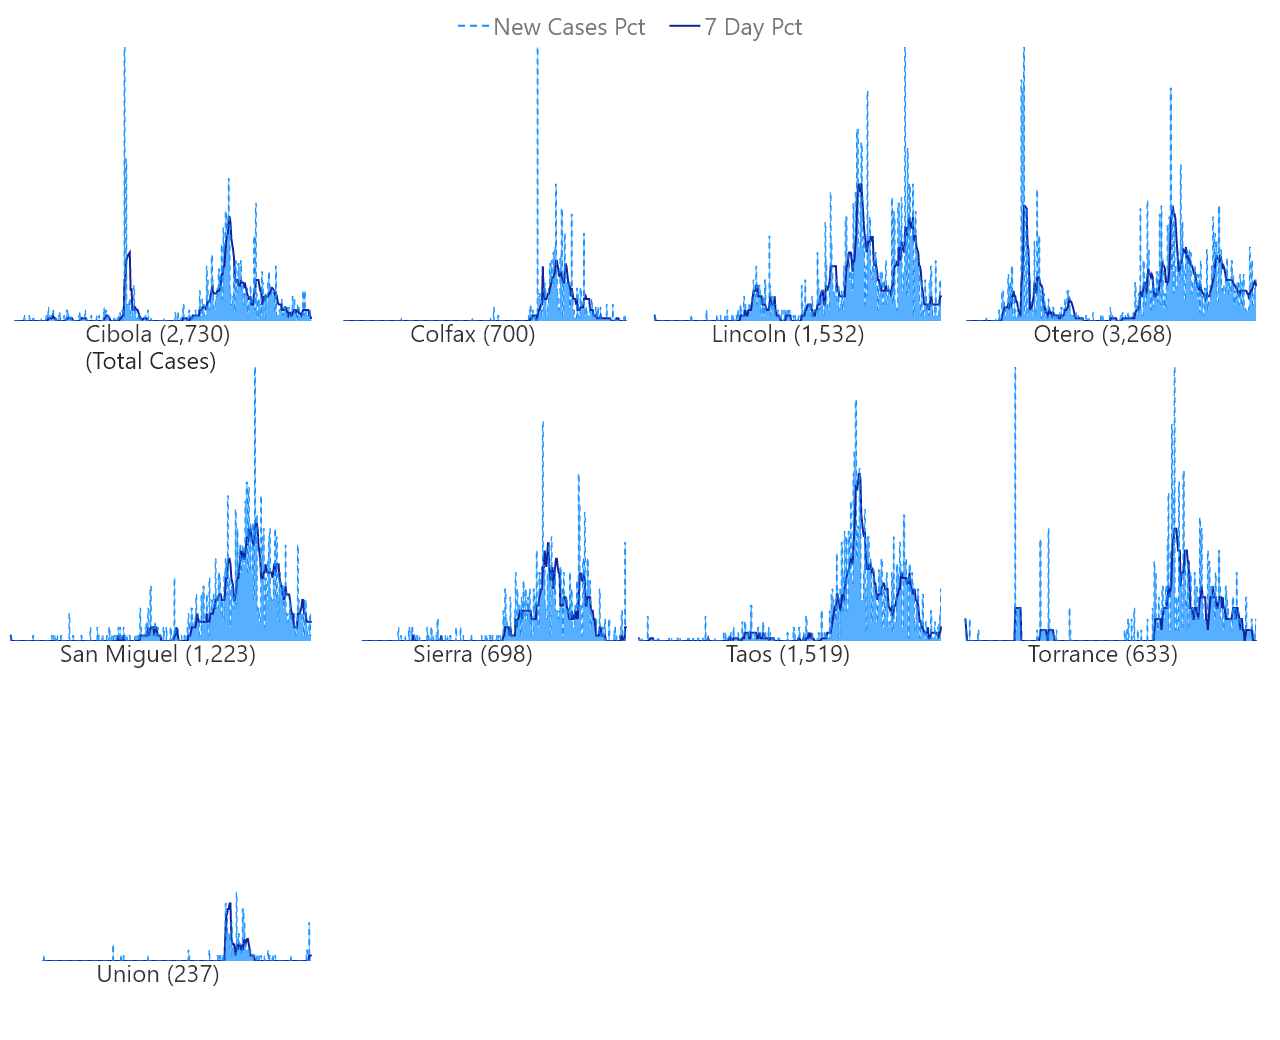 New Cases Pct 7 Day Pct
Cibola (2,730)
(Total Cases)
Colfax (700)
Lincoln (1,532)
Otero (3,268)
San Miguel (1,223)
Sierra (698)
Taos (1,519)
Torrance (633)
Union (237)